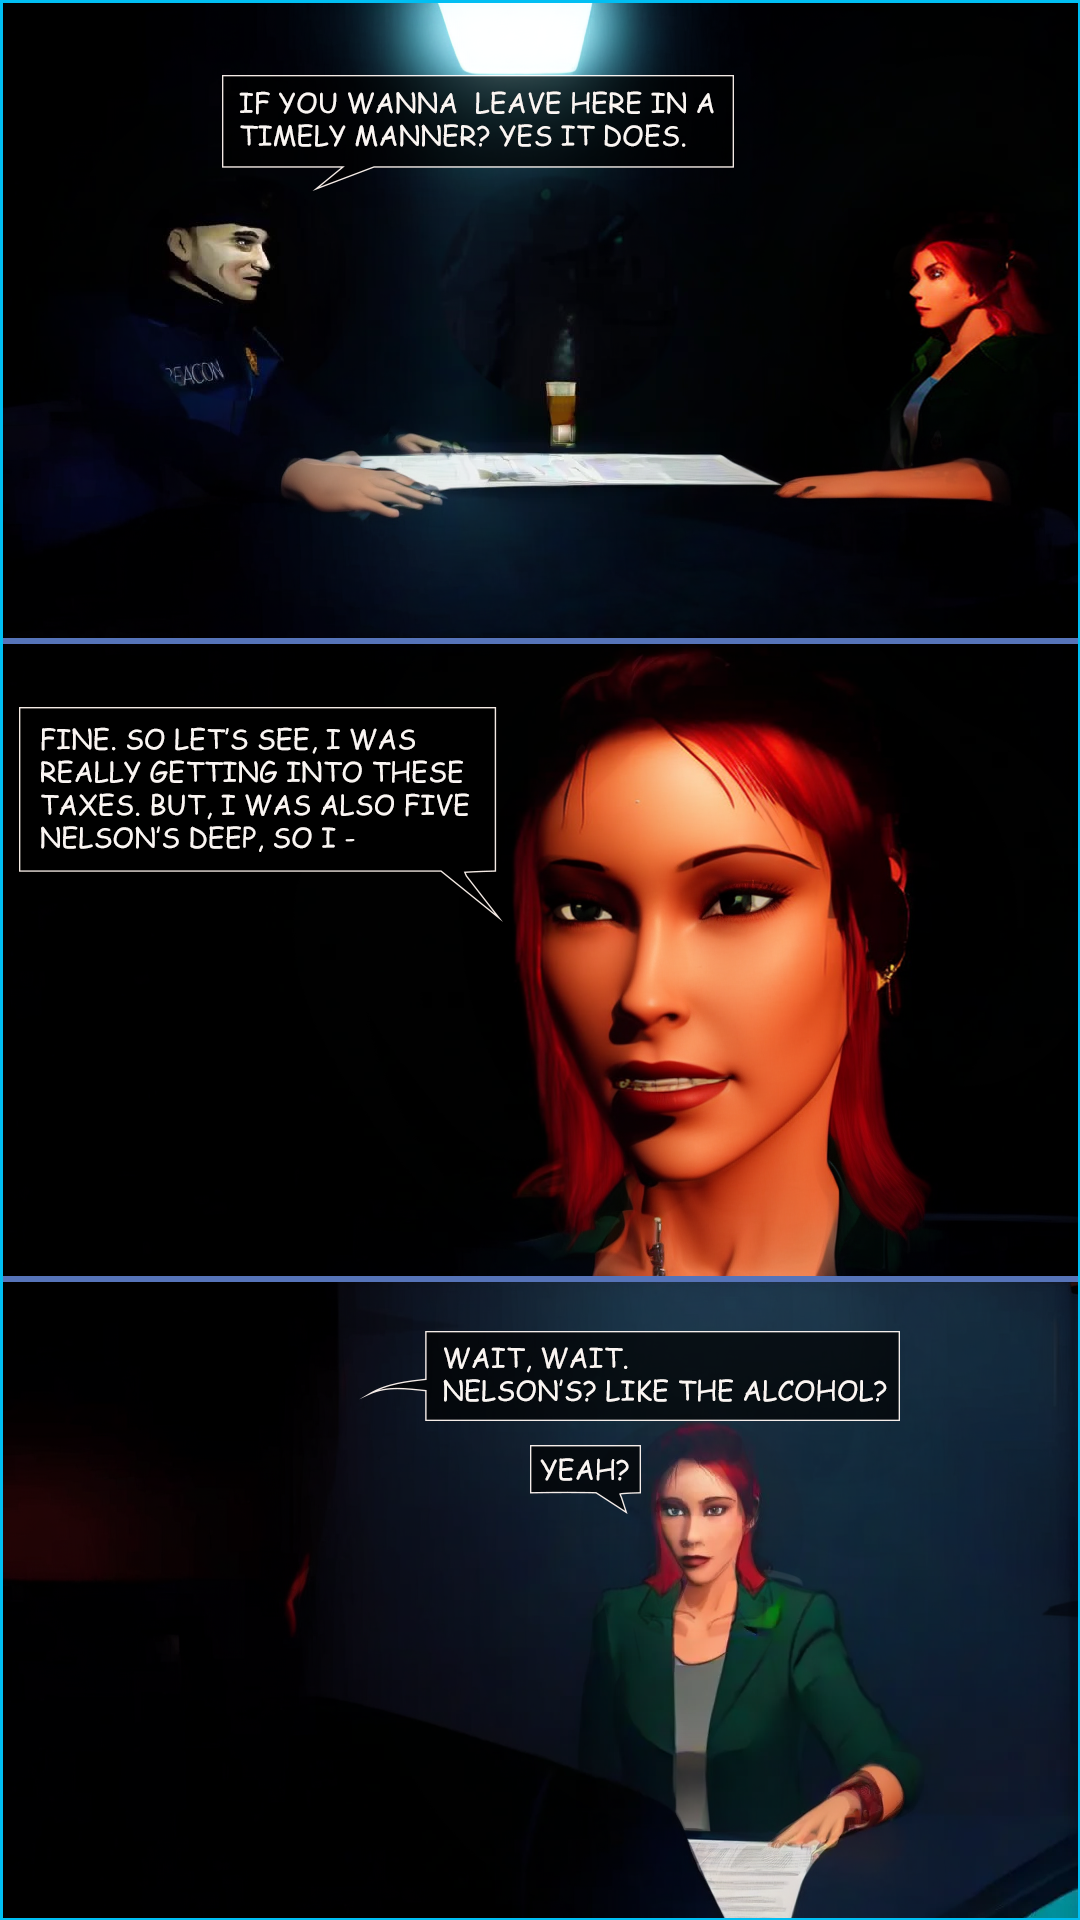 IF YOU WANNA LEAVE HERE IN A
TIMELY MANNER? YES IT DOES.
BEACON
FINE. SO LET'S SEE, I WAS
REALLY GETTING INTO THESE
TAXES. BUT, I WAS ALSO FIVE
NELSON'S DEEP, SO I -
WAIT, WAIT.
NELSON'S? LIKE THE ALCOHOL?
YEAH?